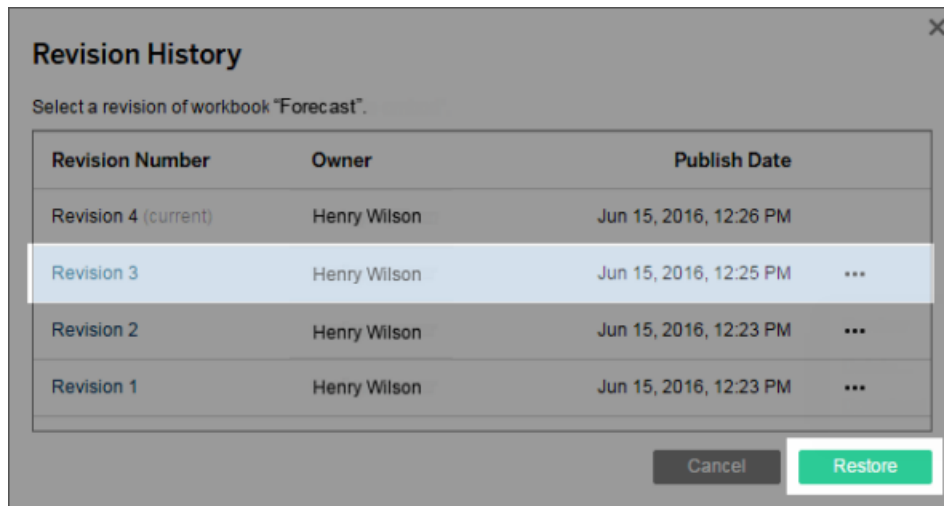 Revision History
Select a revision of workbook "Forecast".
Revision Number Owner Publish Date
Revision 4 (current) Henry Wilson Jun 15, 2016, 12:26 PM
Revision 3 Henry Wilson Jun 15, 2016, 12:25 PM ...
Revision 2 Henry Wilson Jun 15, 2016, 12:23 PM ...
Revision 1 Henry Wilson Jun 15, 2016, 12:23 PM ...
Cancel Restore